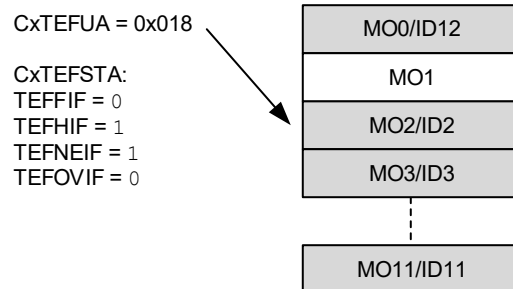 CxTEFUA = 0x018
CxTEFSTA:
TEFFIF = 0
TEFHIF = 1
TEFNEIF = 1
TEFOVIF = 0
MO0/ID12
MO1
MO2/ID2
MO3/ID3
MO11/ID11